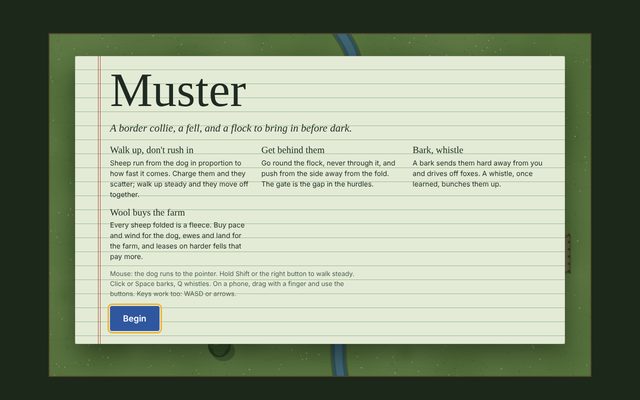 Muster
A border collie, a fell, and a flock to bring in before dark.
Walk up, don't rush in
Sheep run from the dog in proportion to
how fast it comes. Charge them and they
scatter; walk up steady and they move off
together.
Get behind them
Go round the flock, never through it, and
push from the side away from the fold.
The gate is the gap in the hurdles.
Bark, whistle
A bark sends them hard away from you
and drives off foxes. A whistle, once
learned, bunches them up.
Wool buys the farm
Every sheep folded is a fleece. Buy pace
and wind for the dog, ewes and land for
the farm, and leases on harder fells that
pay more.
Mouse: the dog runs to the pointer. Hold Shift or the right button to walk steady.
Click or Space barks, Q whistles. On a phone, drag with a finger and use the
buttons. Keys work too: WASD or arrows.
Begin